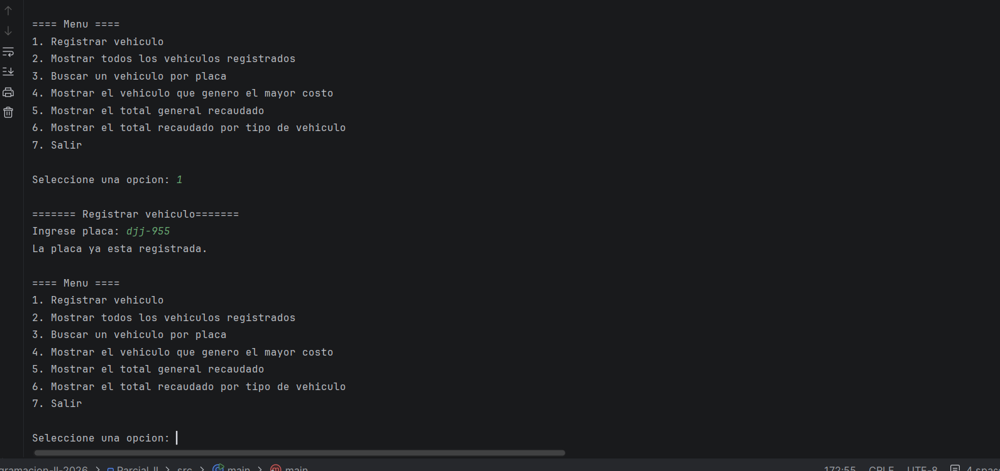 ==== Menu ====
1. Registrar vehiculo
2. Mostrar todos los vehiculos registrados
3. Buscar un vehiculo por placa
4. Mostrar el vehiculo que genero el mayor costo
5. Mostrar el total general recaudado
6. Mostrar el total recaudado por tipo de vehiculo
7. Salir
Seleccione una opcion: 1
======= Registrar vehiculo=======
Ingrese placa: djj-955
La placa ya esta registrada.
==== Menu ====
1. Registrar vehiculo
2. Mostrar todos los vehiculos registrados
3. Buscar un vehiculo por placa
4. Mostrar el vehiculo que genero el mayor costo
5. Mostrar el total general recaudado
6. Mostrar el total recaudado por tipo de vehiculo
7. Salir
Seleccione una opcion:
gramacion-II-2026 > Parcial II > src > main > main 172:55 CRLF UTF-8 4 spac